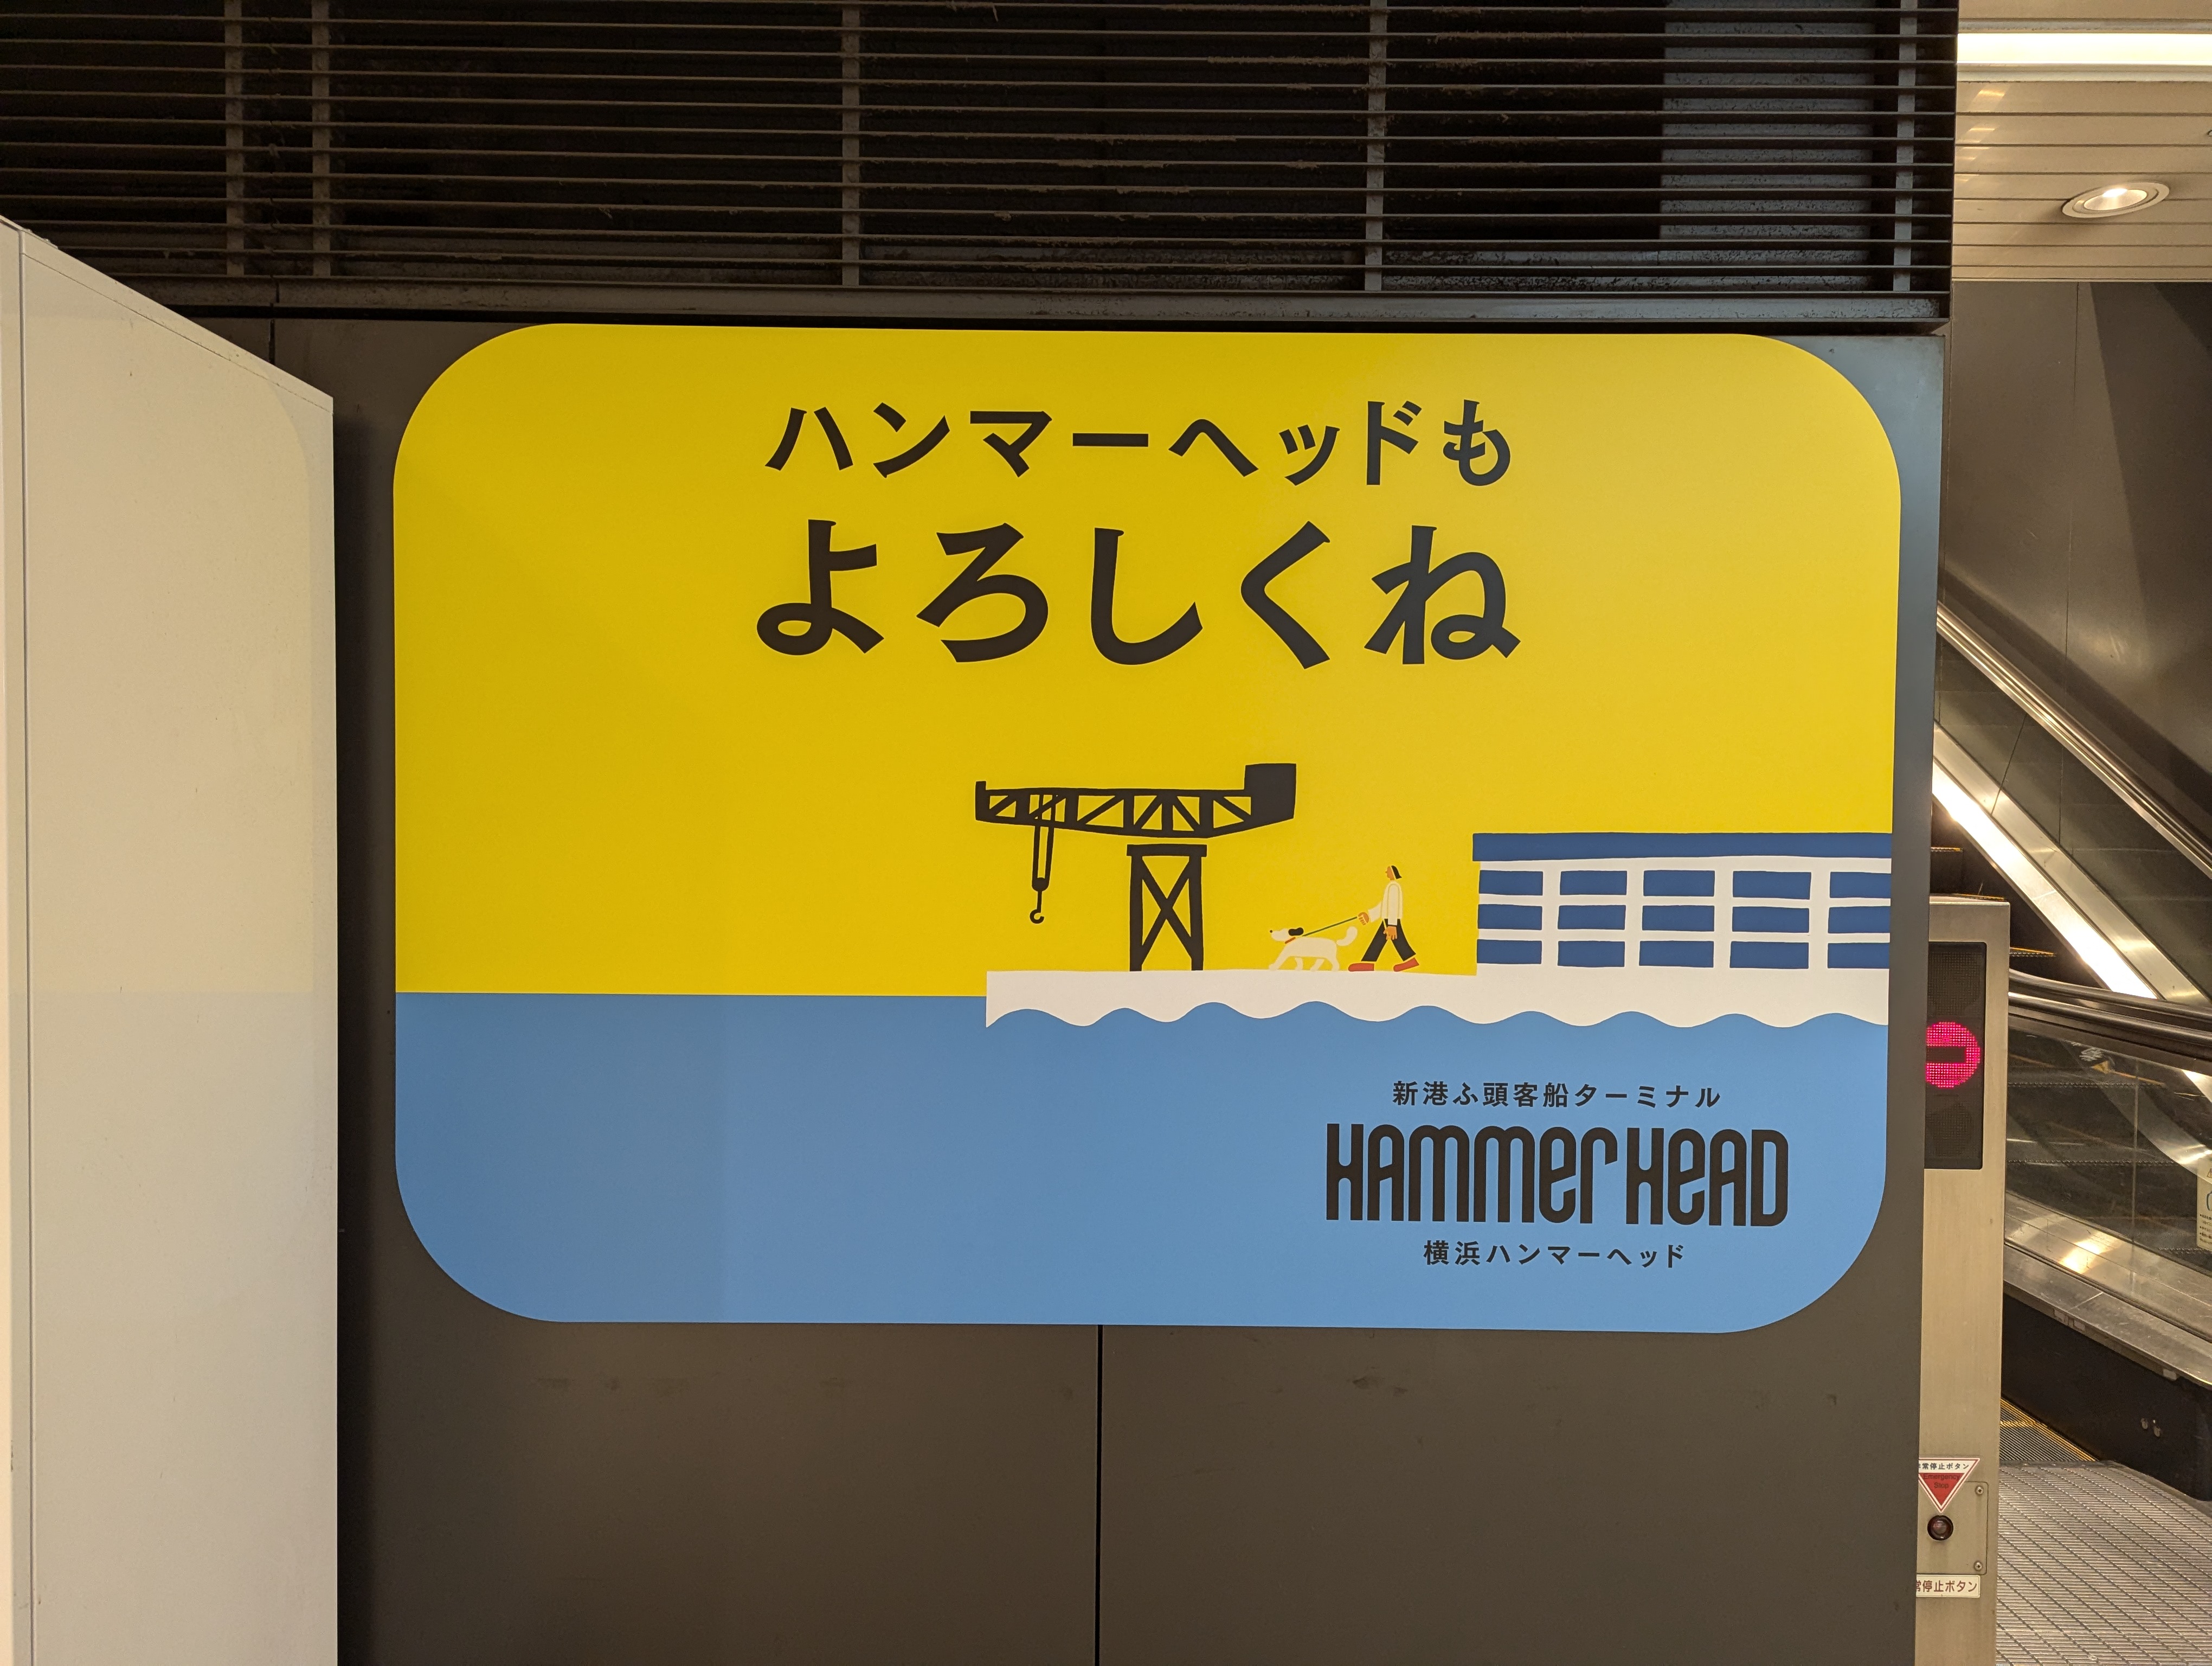 ハンマーヘッドも
よろしくね
新港ふ頭客船ターミナル
HAMMERHEAD
横浜ハンマーヘッド
常停止ボタン
Emergency
Stop
常停止ボタン